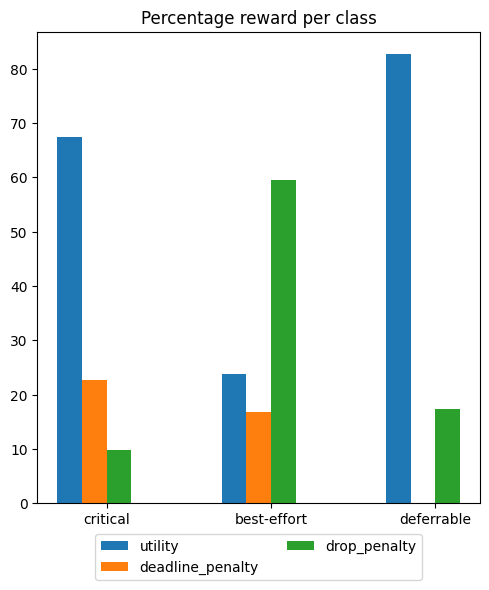 Percentage reward per class
80
70
60
50
40
30
20
10
0
critical best-effort deferrable
utility drop_penalty
deadline_penalty